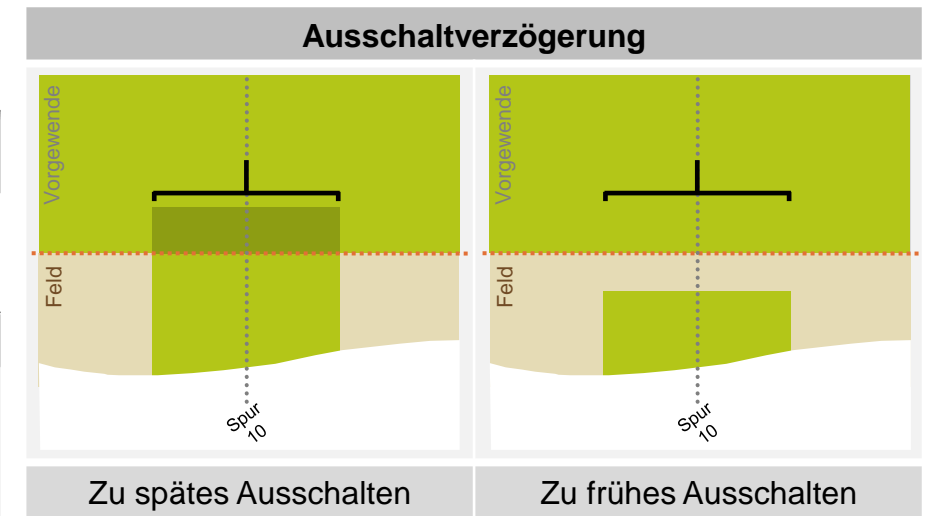 Ausschaltverzögerung
Vorgewende
Feld
Spur
10
Zu spätes Ausschalten
Vorgewende
Feld
Spur
10
Zu frühes Ausschalten